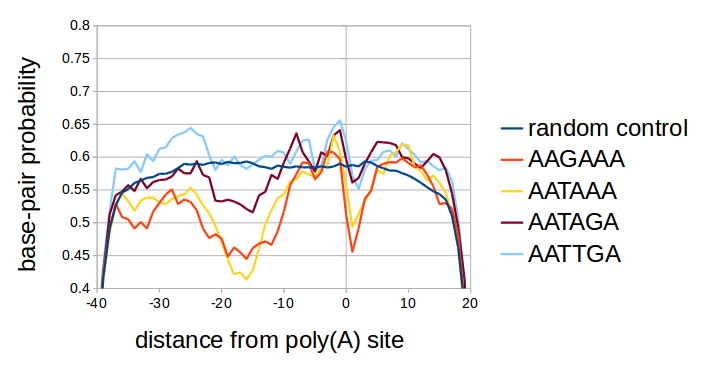 0.8
0.75
0.7
0.65
0.6
0.55
0.5
0.45
0.4
-40 -30 -20 -10 0 10 20
base-pair probability
distance from poly(A) site
random control
AAGAAA
AATAAA
AATAGA
AATTGA